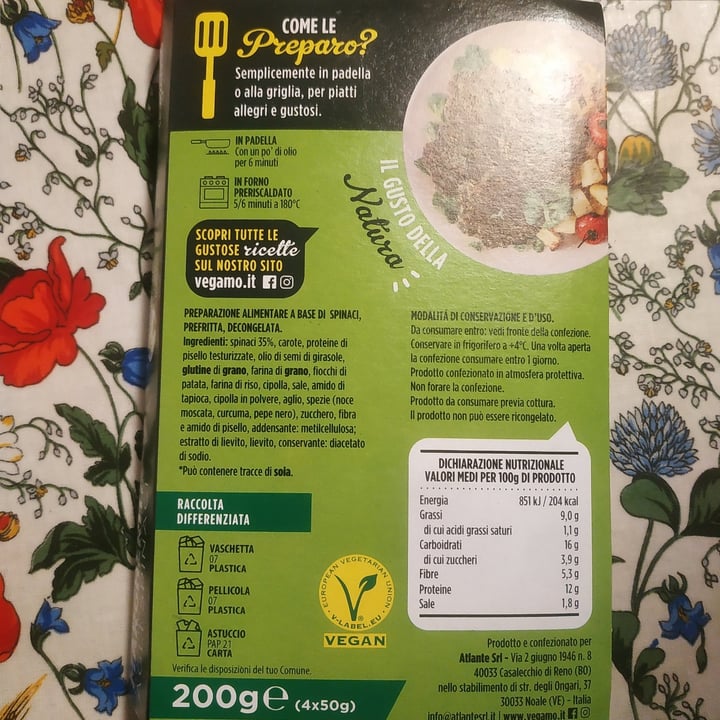 COME LE
Preparo?
Semplicemente in padella
o alla griglia, per piatti
allegri e gustosi.
IN PADELLA
Con un po' di olio
per 6 minuti
IN FORNO
PRERISCALDATO
5/6 minuti a 180°C
IL GUSTO DELLA
Natura
SCOPRI TUTTE LE
GUSTOSE ricette
SUL NOSTRO SITO
vegamo.it
PREPARAZIONE ALIMENTARE A BASE DI SPINACI,
PREFRITTA, DECONGELATA.
Ingredienti: spinaci 35%, carote, proteine di
pisello testurizzate, olio di semi di girasole,
glutine di grano, farina di grano, fiocchi di
patata, farina di riso, cipolla, sale, amido di
tapioca, cipolla in polvere, aglio, spezie (noce
moscata, curcuma, pepe nero), zucchero, fibra
e amido di pisello, addensante: metilcellulosa;
estratto di lievito, lievito, conservante: diacetato
di sodio.
*Può contenere tracce di soia.
MODALITÀ DI CONSERVAZIONE E D'USO.
Da consumare entro: vedi fronte della confezione.
Conservare in frigorifero a +4°C. Una volta aperta
la confezione consumare entro 1 giorno.
Prodotto confezionato in atmosfera protettiva.
Non forare la confezione.
Prodotto da consumare previa cottura.
Il prodotto non può essere ricongelato.
DICHIARAZIONE NUTRIZIONALE
VALORI MEDI PER 100g DI PRODOTTO
Energia 851 kJ / 204 kcal
Grassi 9,0 g
di cui acidi grassi saturi 1,1 g
Carboidrati 16 g
di cui zuccheri 3,9 g
Fibre 5,3 g
Proteine 12 g
Sale 1,8 g
RACCOLTA
DIFFERENZIATA
VASCHETTA
07
PLASTICA
PELLICOLA
07
PLASTICA
ASTUCCIO
PAP 21
CARTA
Verifica le disposizioni del tuo Comune.
EUROPEAN VEGETARIAN UNION
V-LABEL.EU
VEGAN
200g e (4x50g)
Prodotto e confezionato per
Atlante Srl - Via 2 giugno 1946 n. 8
40033 Casalecchio di Reno (BO)
nello stabilimento di str. degli Ongari, 37
30033 Noale (VE) - Italia
info@atlantesrl.it | www.vegamo.it